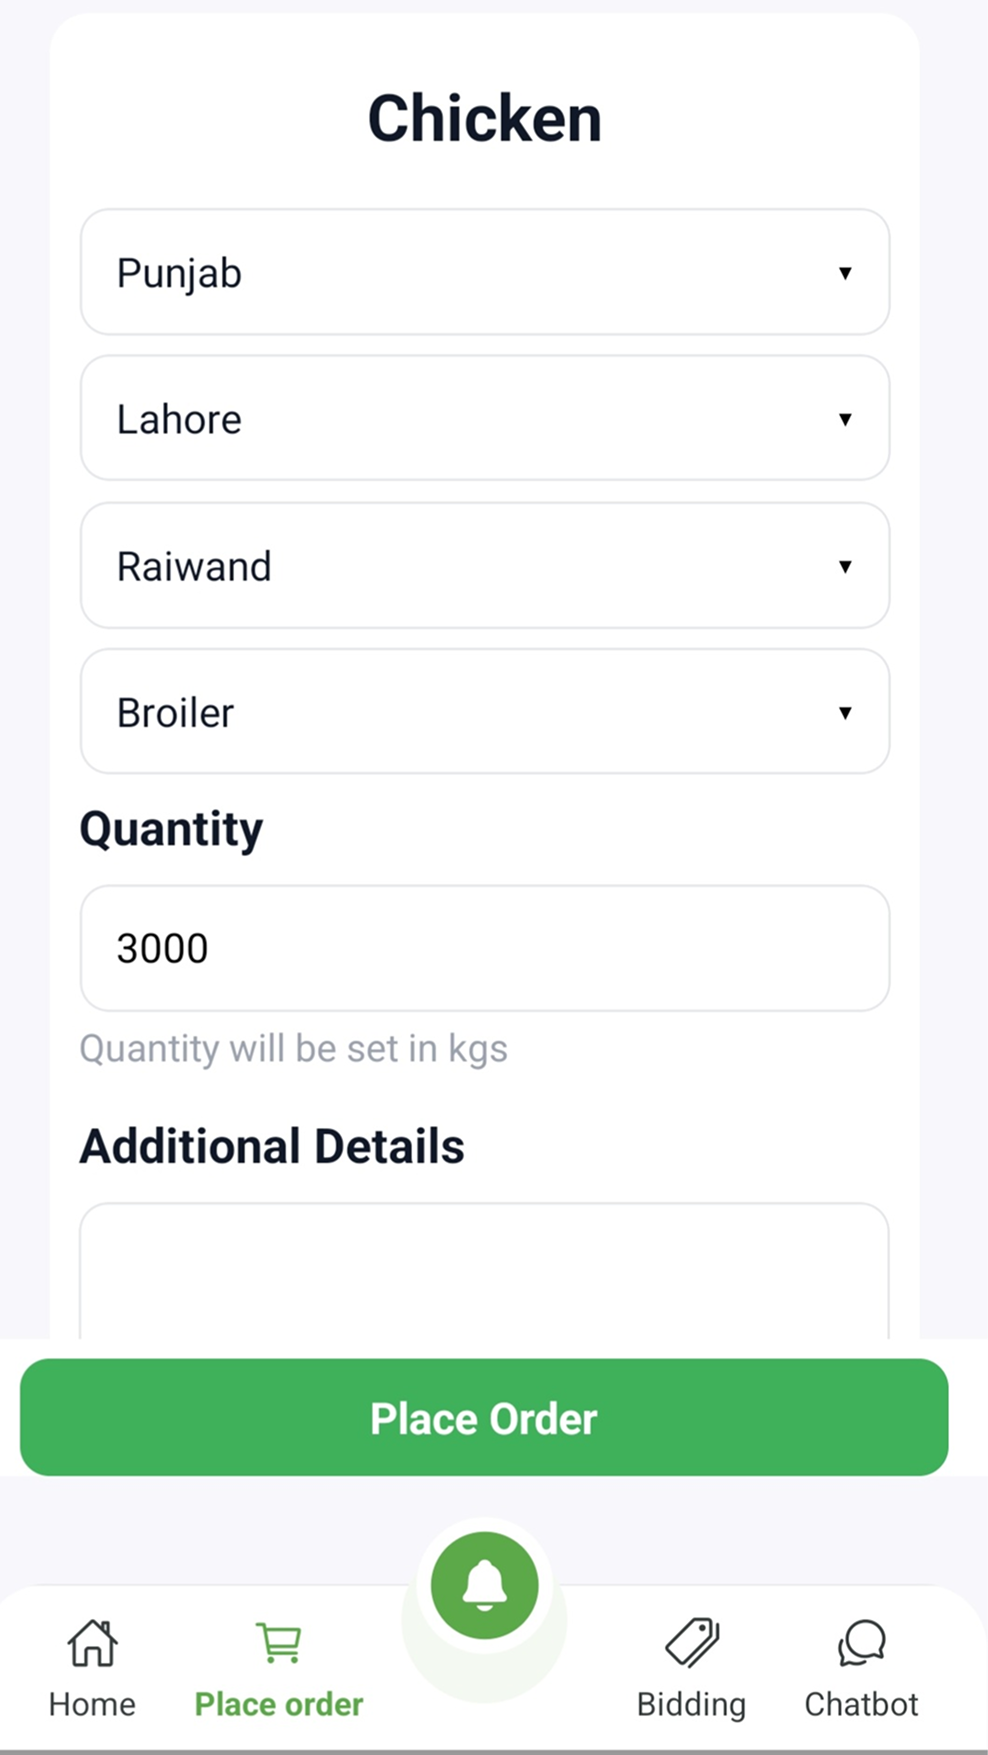 Chicken
Punjab
Lahore
Raiwand
Broiler
Quantity
3000
Quantity will be set in kgs
Additional Details
Place Order
Home
Place order
Bidding
Chatbot